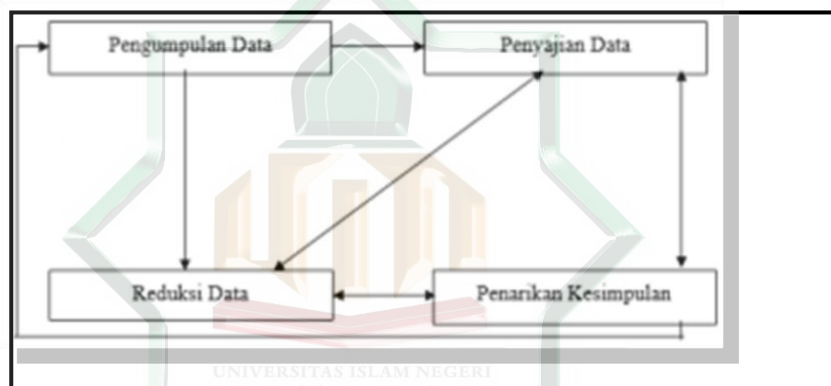 Pengumpulan Data
Penyajian Data
Reduksi Data
Penarikan Kesimpulan
UNIVERSITAS ISLAM NEGERI